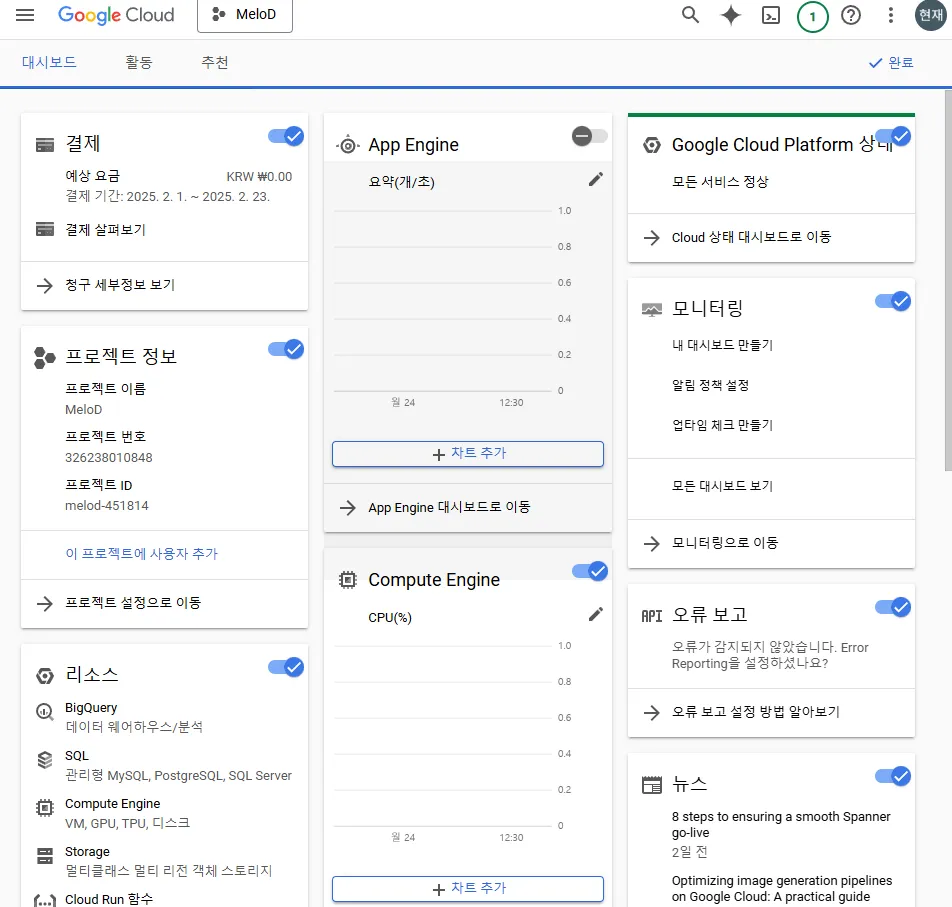 Google Cloud
MeloD
1
현재
대시보드
활동
추천
완료
결제
예상 요금
KRW ₩0.00
결제 기간: 2025. 2. 1. ~ 2025. 2. 23.
결제 살펴보기
청구 세부정보 보기
프로젝트 정보
프로젝트 이름
MeloD
프로젝트 번호
326238010848
프로젝트 ID
melod-451814
이 프로젝트에 사용자 추가
프로젝트 설정으로 이동
리소스
BigQuery
데이터 웨어하우스/분석
SQL
관리형 MySQL, PostgreSQL, SQL Server
Compute Engine
VM, GPU, TPU, 디스크
Storage
멀티클래스 멀티 리전 객체 스토리지
Cloud Run 함수
App Engine
요약(개/초)
1.0
0.8
0.6
0.4
0.2
0
월 24
12:30
차트 추가
App Engine 대시보드로 이동
Compute Engine
CPU(%)
1.0
0.8
0.6
0.4
0.2
0
월 24
12:30
차트 추가
Google Cloud Platform 상태
모든 서비스 정상
Cloud 상태 대시보드로 이동
모니터링
내 대시보드 만들기
알림 정책 설정
업타임 체크 만들기
모든 대시보드 보기
모니터링으로 이동
API
오류 보고
오류가 감지되지 않았습니다. Error
Reporting을 설정하셨나요?
오류 보고 설정 방법 알아보기
뉴스
8 steps to ensuring a smooth Spanner
go-live
2일 전
Optimizing image generation pipelines
on Google Cloud: A practical guide